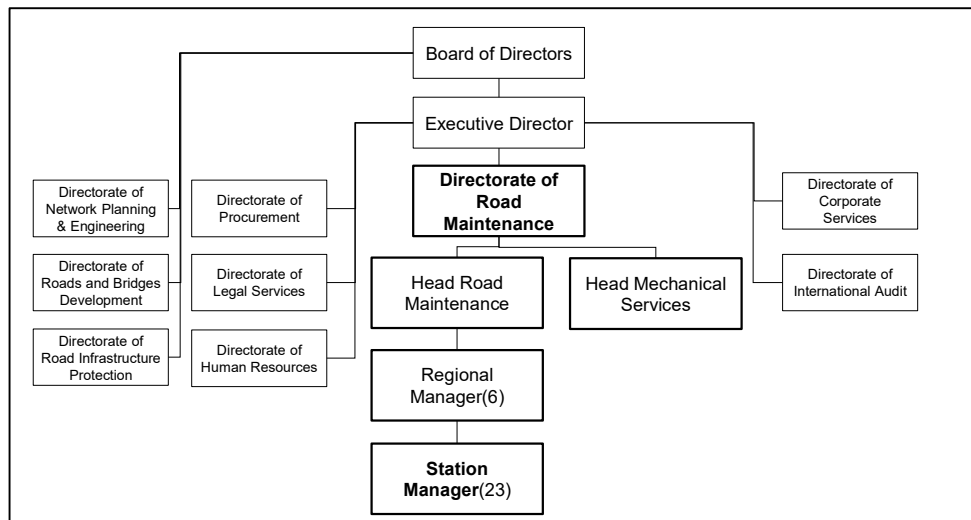 Board of Directors
Executive Director
Directorate of
Road
Maintenance
Directorate of
Network Planning
& Engineering
Directorate of
Procurement
Directorate of
Corporate
Services
Directorate of
Roads and Bridges
Development
Directorate of
Legal Services
Head Road
Maintenance
Head Mechanical
Services
Directorate of
International Audit
Directorate of
Road Infrastructure
Protection
Directorate of
Human Resources
Regional
Manager(6)
Station
Manager(23)